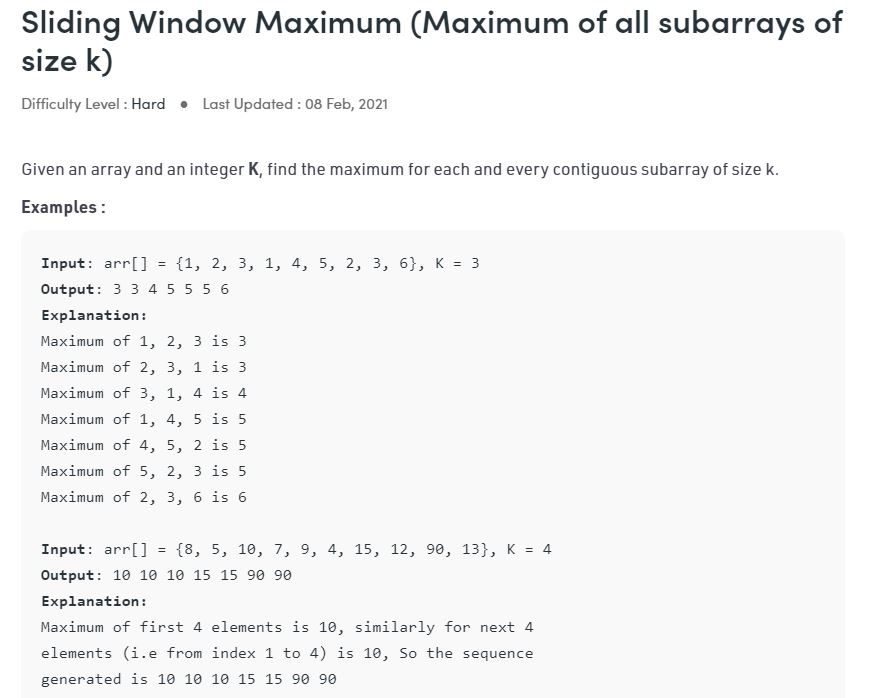 Sliding Window Maximum (Maximum of all subarrays of
size k)
Difficulty Level : Hard ● Last Updated : 08 Feb, 2021
Given an array and an integer K, find the maximum for each and every contiguous subarray of size k.
Examples :
Input: arr[] = {1, 2, 3, 1, 4, 5, 2, 3, 6}, K = 3
Output: 3 3 4 5 5 5 6
Explanation:
Maximum of 1, 2, 3 is 3
Maximum of 2, 3, 1 is 3
Maximum of 3, 1, 4 is 4
Maximum of 1, 4, 5 is 5
Maximum of 4, 5, 2 is 5
Maximum of 5, 2, 3 is 5
Maximum of 2, 3, 6 is 6
Input: arr[] = {8, 5, 10, 7, 9, 4, 15, 12, 90, 13}, K = 4
Output: 10 10 10 15 15 90 90
Explanation:
Maximum of first 4 elements is 10, similarly for next 4
elements (i.e from index 1 to 4) is 10, So the sequence
generated is 10 10 10 15 15 90 90